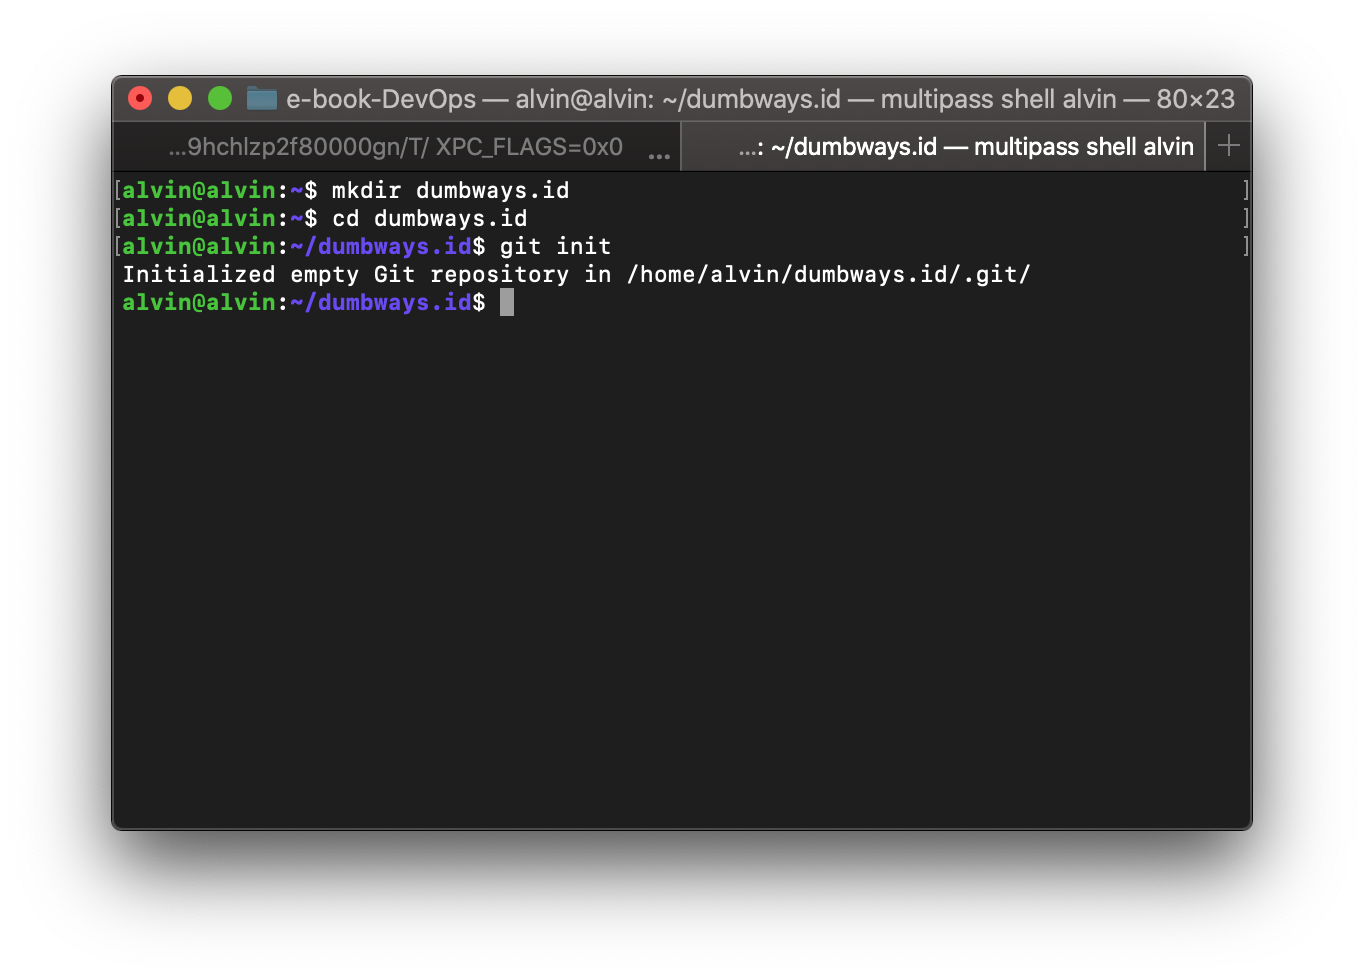 e-book-DevOps — alvin@alvin: ~/dumbways.id — multipass shell alvin — 80×23
...9hchlzp2f80000gn/T/ XPC_FLAGS=0x0 ...
...: ~/dumbways.id — multipass shell alvin +
[alvin@alvin:~$ mkdir dumbways.id ]
[alvin@alvin:~$ cd dumbways.id ]
[alvin@alvin:~/dumbways.id$ git init ]
Initialized empty Git repository in /home/alvin/dumbways.id/.git/
alvin@alvin:~/dumbways.id$